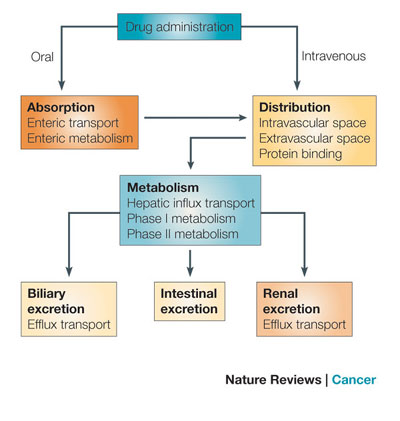 Drug administration
Oral
Intravenous
Absorption
Enteric transport
Enteric metabolism
Distribution
Intravascular space
Extravascular space
Protein binding
Metabolism
Hepatic influx transport
Phase I metabolism
Phase II metabolism
Biliary
excretion
Efflux transport
Intestinal
excretion
Renal
excretion
Efflux transport
Nature Reviews | Cancer